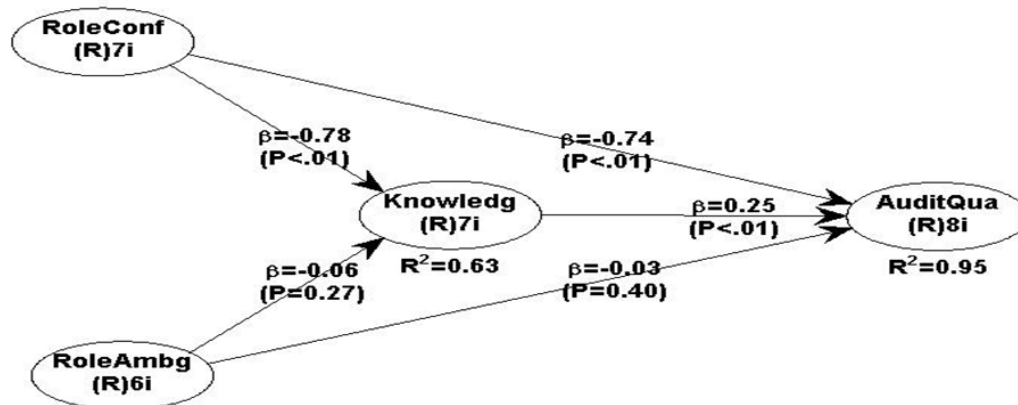 RoleConf
(R)7i
β=-0.78
(P<.01)
β=-0.74
(P<.01)
Knowledg
(R)7i
R²=0.63
β=0.25
(P<.01)
AuditQua
(R)8i
R²=0.95
β=-0.06
(P=0.27)
β=-0.03
(P=0.40)
RoleAmbg
(R)6i